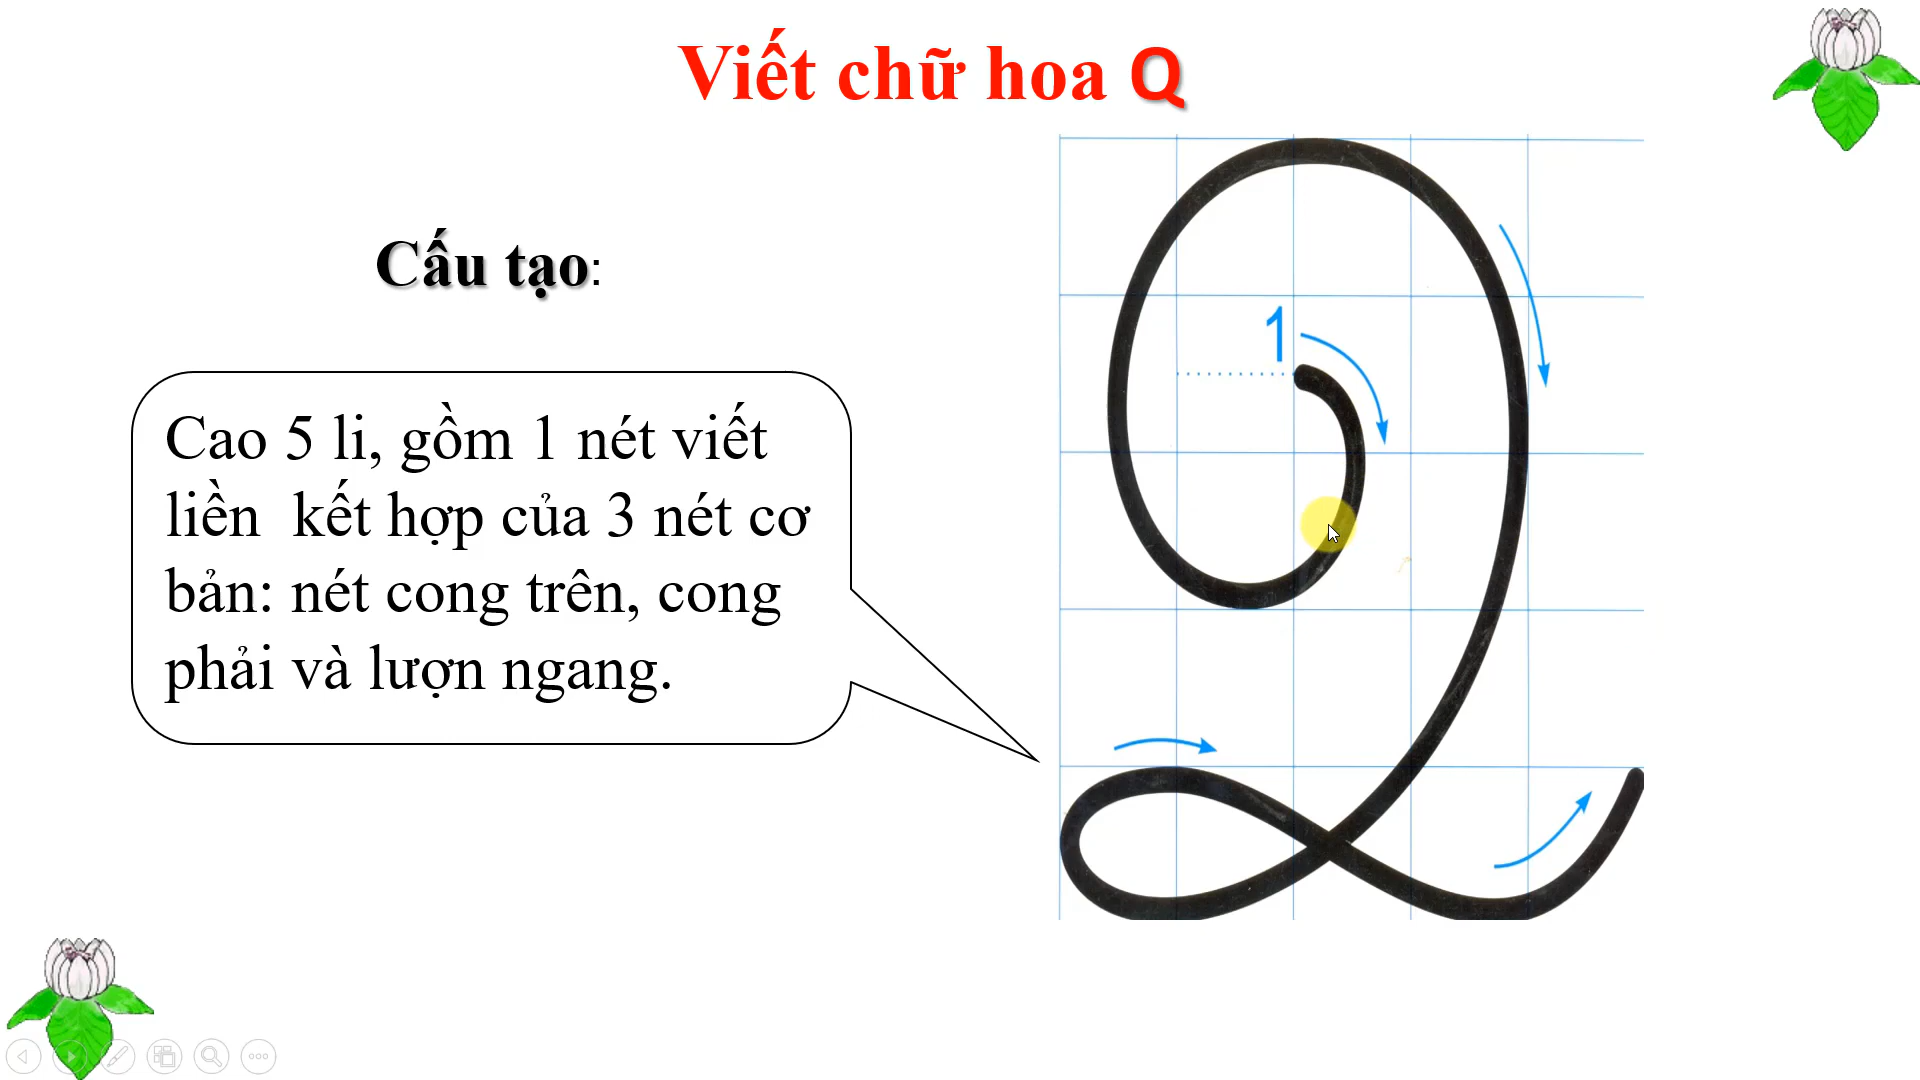 Viết chữ hoa Q
Cấu tạo:
Cao 5 li, gồm 1 nét viết
liền kết hợp của 3 nét cơ
bản: nét cong trên, cong
phải và lượn ngang.
1